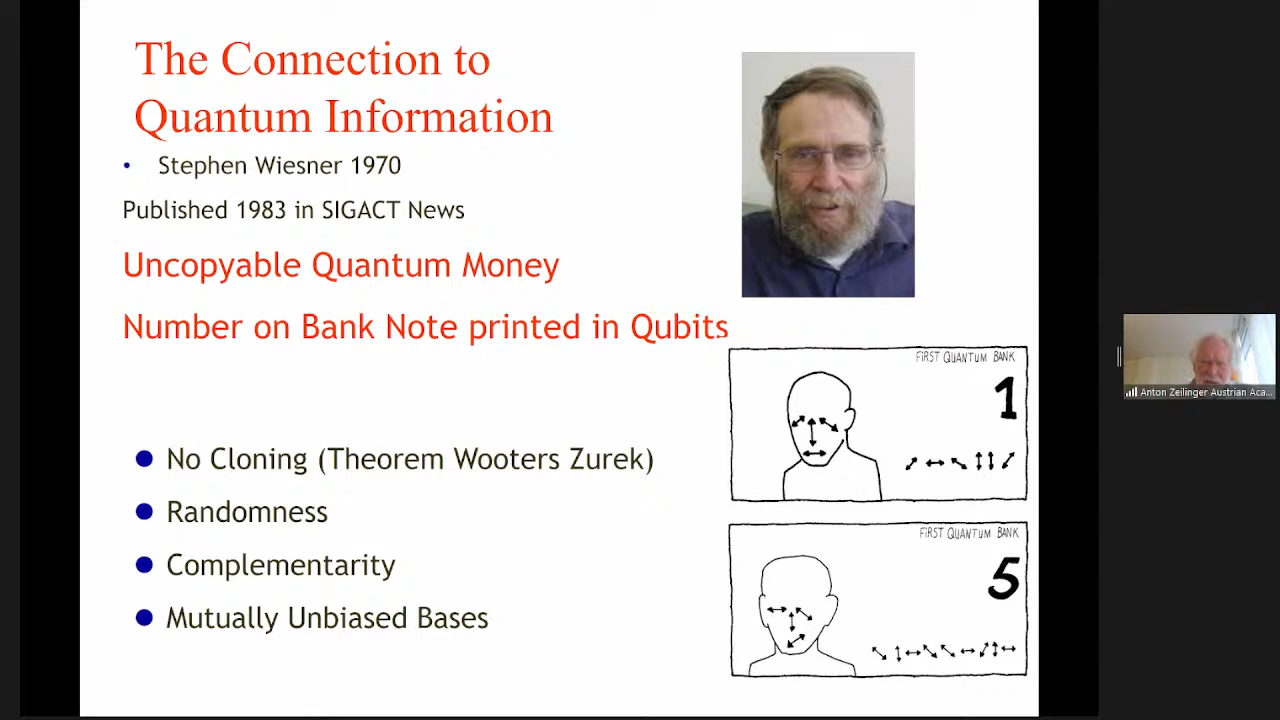 The Connection to
Quantum Information
• Stephen Wiesner 1970
Published 1983 in SIGACT News
Uncopyable Quantum Money
Number on Bank Note printed in Qubits
FIRST QUANTUM BANK
1
● No Cloning (Theorem Wooters Zurek)
● Randomness
● Complementarity
● Mutually Unbiased Bases
FIRST QUANTUM BANK
5
Anton Zeilinger Austrian Aca...